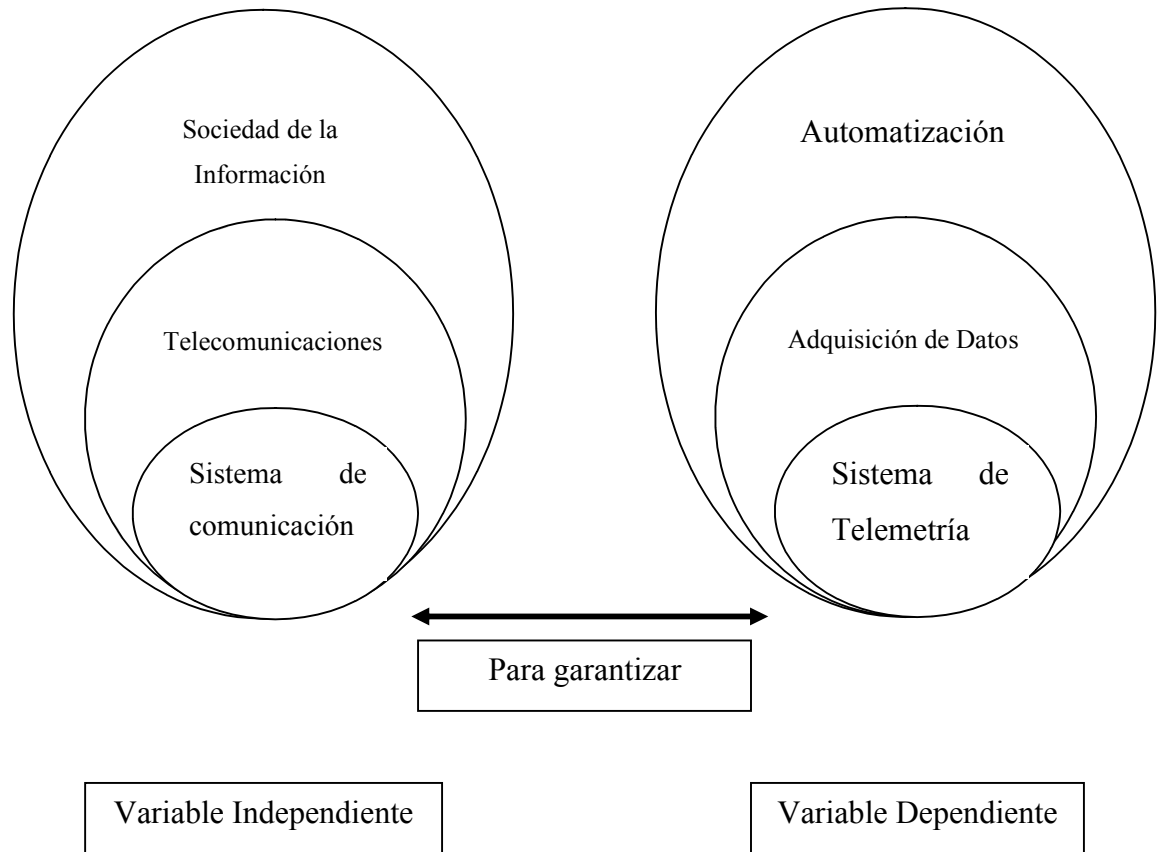 Sociedad de la
Información
Telecomunicaciones
Sistema de
comunicación
Automatización
Adquisición de Datos
Sistema de
Telemetría
Para garantizar
Variable Independiente
Variable Dependiente